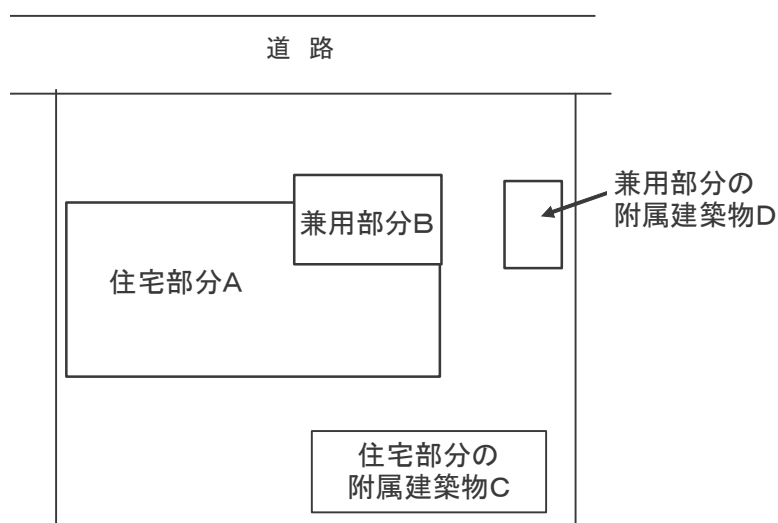 道 路
兼用部分の
附属建築物D
兼用部分B
住宅部分A
住宅部分の
附属建築物C